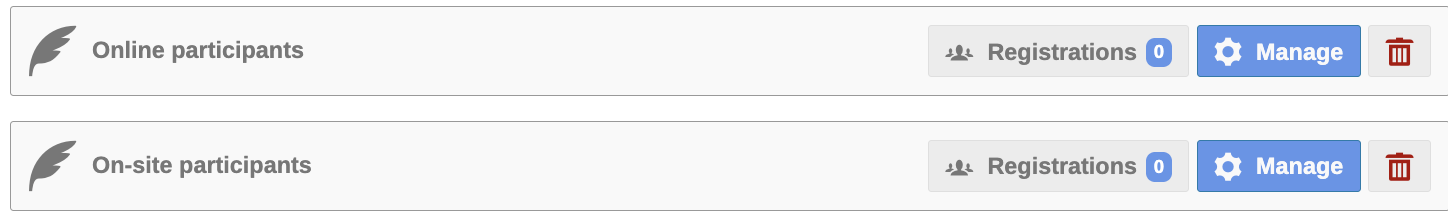 Online participants Registrations 0 Manage
On-site participants Registrations 0 Manage